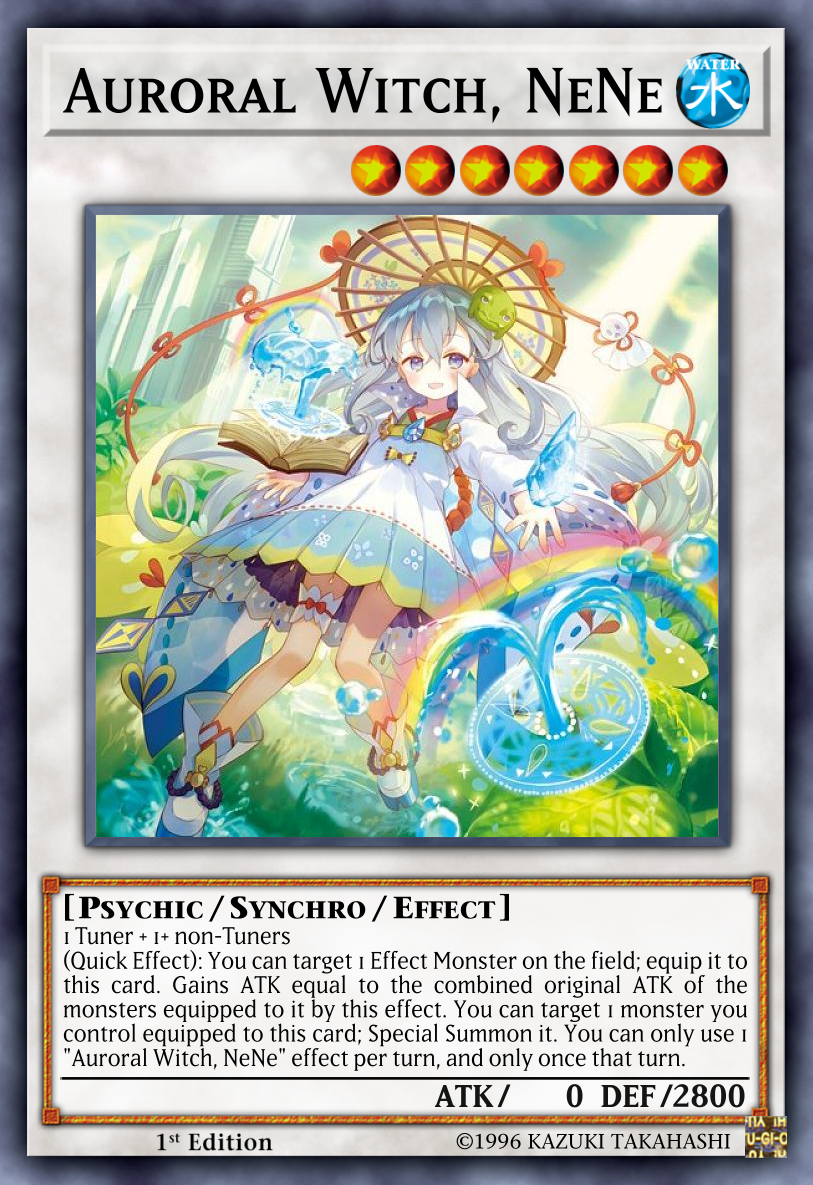 Auroral Witch, NeNe
WATER
水
[ Psychic / Synchro / Effect ]
1 Tuner + 1+ non-Tuners
(Quick Effect): You can target 1 Effect Monster on the field; equip it to
this card. Gains ATK equal to the combined original ATK of the
monsters equipped to it by this effect. You can target 1 monster you
control equipped to this card; Special Summon it. You can only use 1
"Auroral Witch, NeNe" effect per turn, and only once that turn.
ATK/ 0 DEF/2800
1st Edition
©1996 KAZUKI TAKAHASHI
YU-GI-O